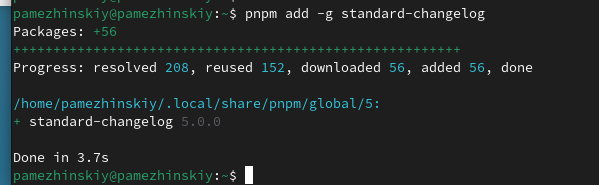 pamezhinskiy@pamezhinskiy:~$ pnpm add -g standard-changelog
Packages: +56
++++++++++++++++++++++++++++++++++++++++++++++++++++++++
Progress: resolved 208, reused 152, downloaded 56, added 56, done
/home/pamezhinskiy/.local/share/pnpm/global/5:
+ standard-changelog 5.0.0
Done in 3.7s
pamezhinskiy@pamezhinskiy:~$